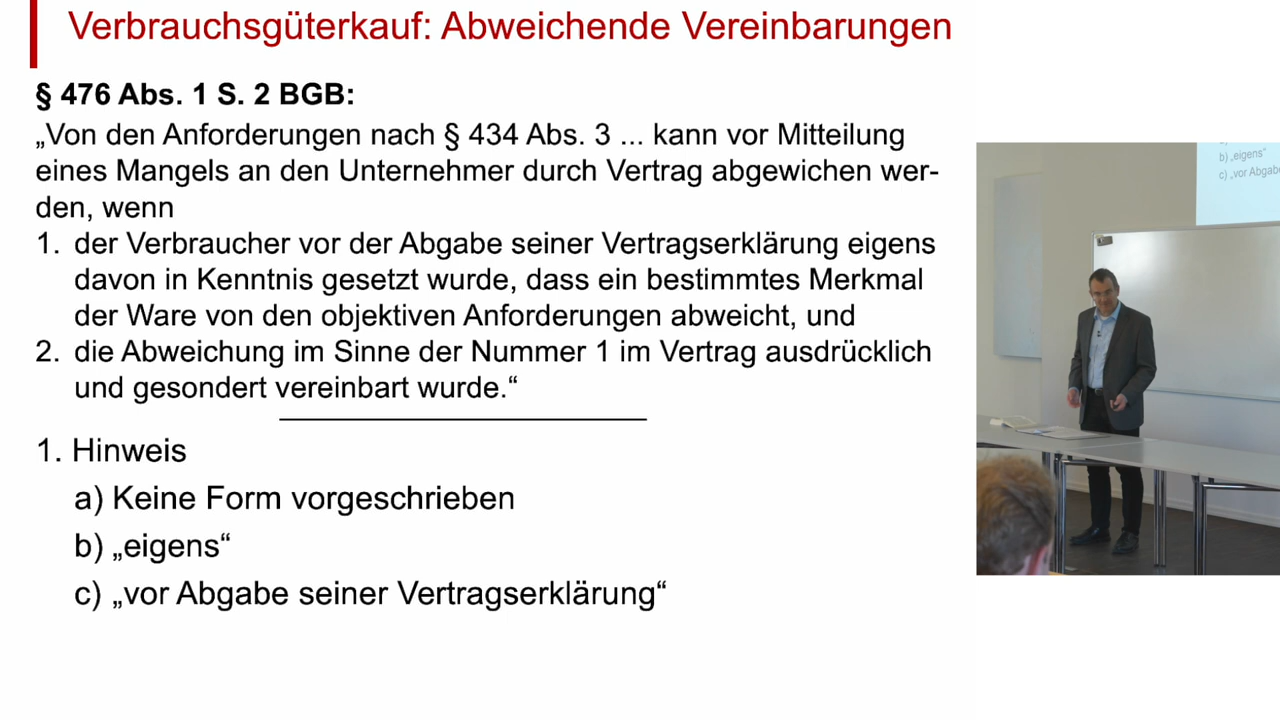 Verbrauchsgüterkauf: Abweichende Vereinbarungen
§ 476 Abs. 1 S. 2 BGB:
„Von den Anforderungen nach § 434 Abs. 3 ... kann vor Mitteilung
eines Mangels an den Unternehmer durch Vertrag abgewichen wer-
den, wenn
1. der Verbraucher vor der Abgabe seiner Vertragserklärung eigens
davon in Kenntnis gesetzt wurde, dass ein bestimmtes Merkmal
der Ware von den objektiven Anforderungen abweicht, und
2. die Abweichung im Sinne der Nummer 1 im Vertrag ausdrücklich
und gesondert vereinbart wurde.“
1. Hinweis
a) Keine Form vorgeschrieben
b) „eigens“
c) „vor Abgabe seiner Vertragserklärung“
b) „eigens“
c) „vor Abgabe